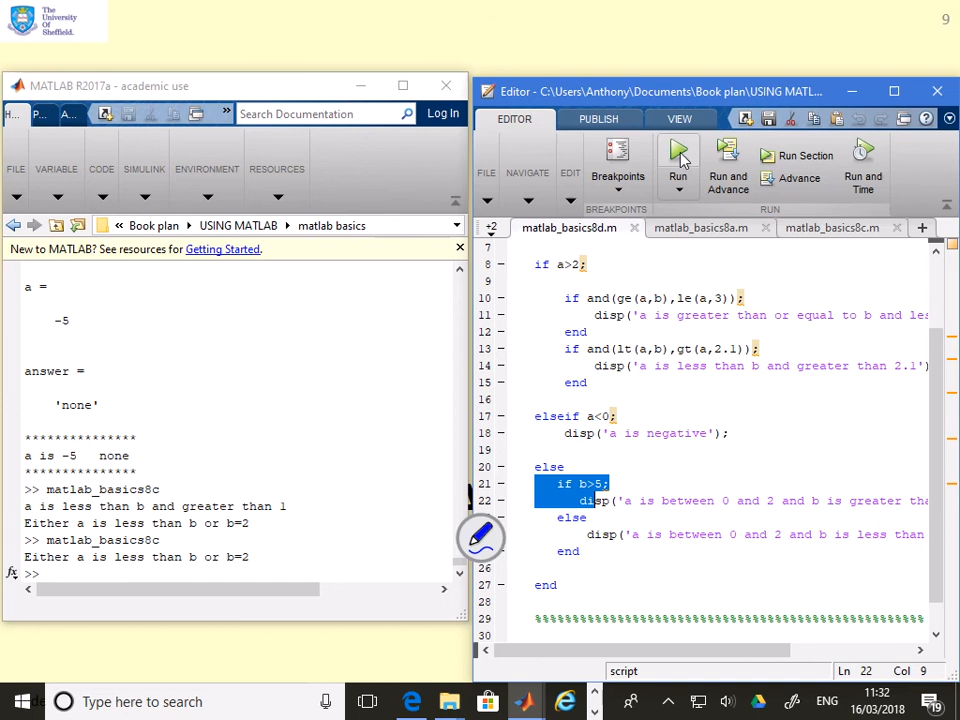 The
University
Of
Sheffield.
9
MATLAB R2017a - academic use
H...
P...
A...
Search Documentation
Log In
FILE
VARIABLE
CODE
SIMULINK
ENVIRONMENT
RESOURCES
« Book plan ▸ USING MATLAB ▸ matlab basics
New to MATLAB? See resources for Getting Started.
a =
-5
answer =
'none'
***************
a is -5   none
***************
>> matlab_basics8c
a is less than b and greater than 1
Either a is less than b or b=2
>> matlab_basics8c
Either a is less than b or b=2
fx >>
Editor - C:\Users\Anthony\Documents\Book plan\USING MATL...
EDITOR
PUBLISH
VIEW
FILE
NAVIGATE
EDIT
Breakpoints
Run
Run and
Advance
Run Section
Advance
Run and
Time
BREAKPOINTS
RUN
+2
matlab_basics8d.m
matlab_basics8a.m
matlab_basics8c.m
7
8 – if a>2;
9
10 – if and(ge(a,b),le(a,3));
11 – disp('a is greater than or equal to b and les
12 – end
13 – if and(lt(a,b),gt(a,2.1));
14 – disp('a is less than b and greater than 2.1')
15 – end
16
17 – elseif a<0;
18 – disp('a is negative');
19
20 – else
21 – if b>5;
22 – disp('a is between 0 and 2 and b is greater tha
else
disp('a is between 0 and 2 and b is less than
end
27 – end
28
29 %%%%%%%%%%%%%%%%%%%%%%%%%%%%%%%%%%%%%%%%%%%%
30
script
Ln 22 Col 9
Type here to search
ENG
11:32
16/03/2018
19